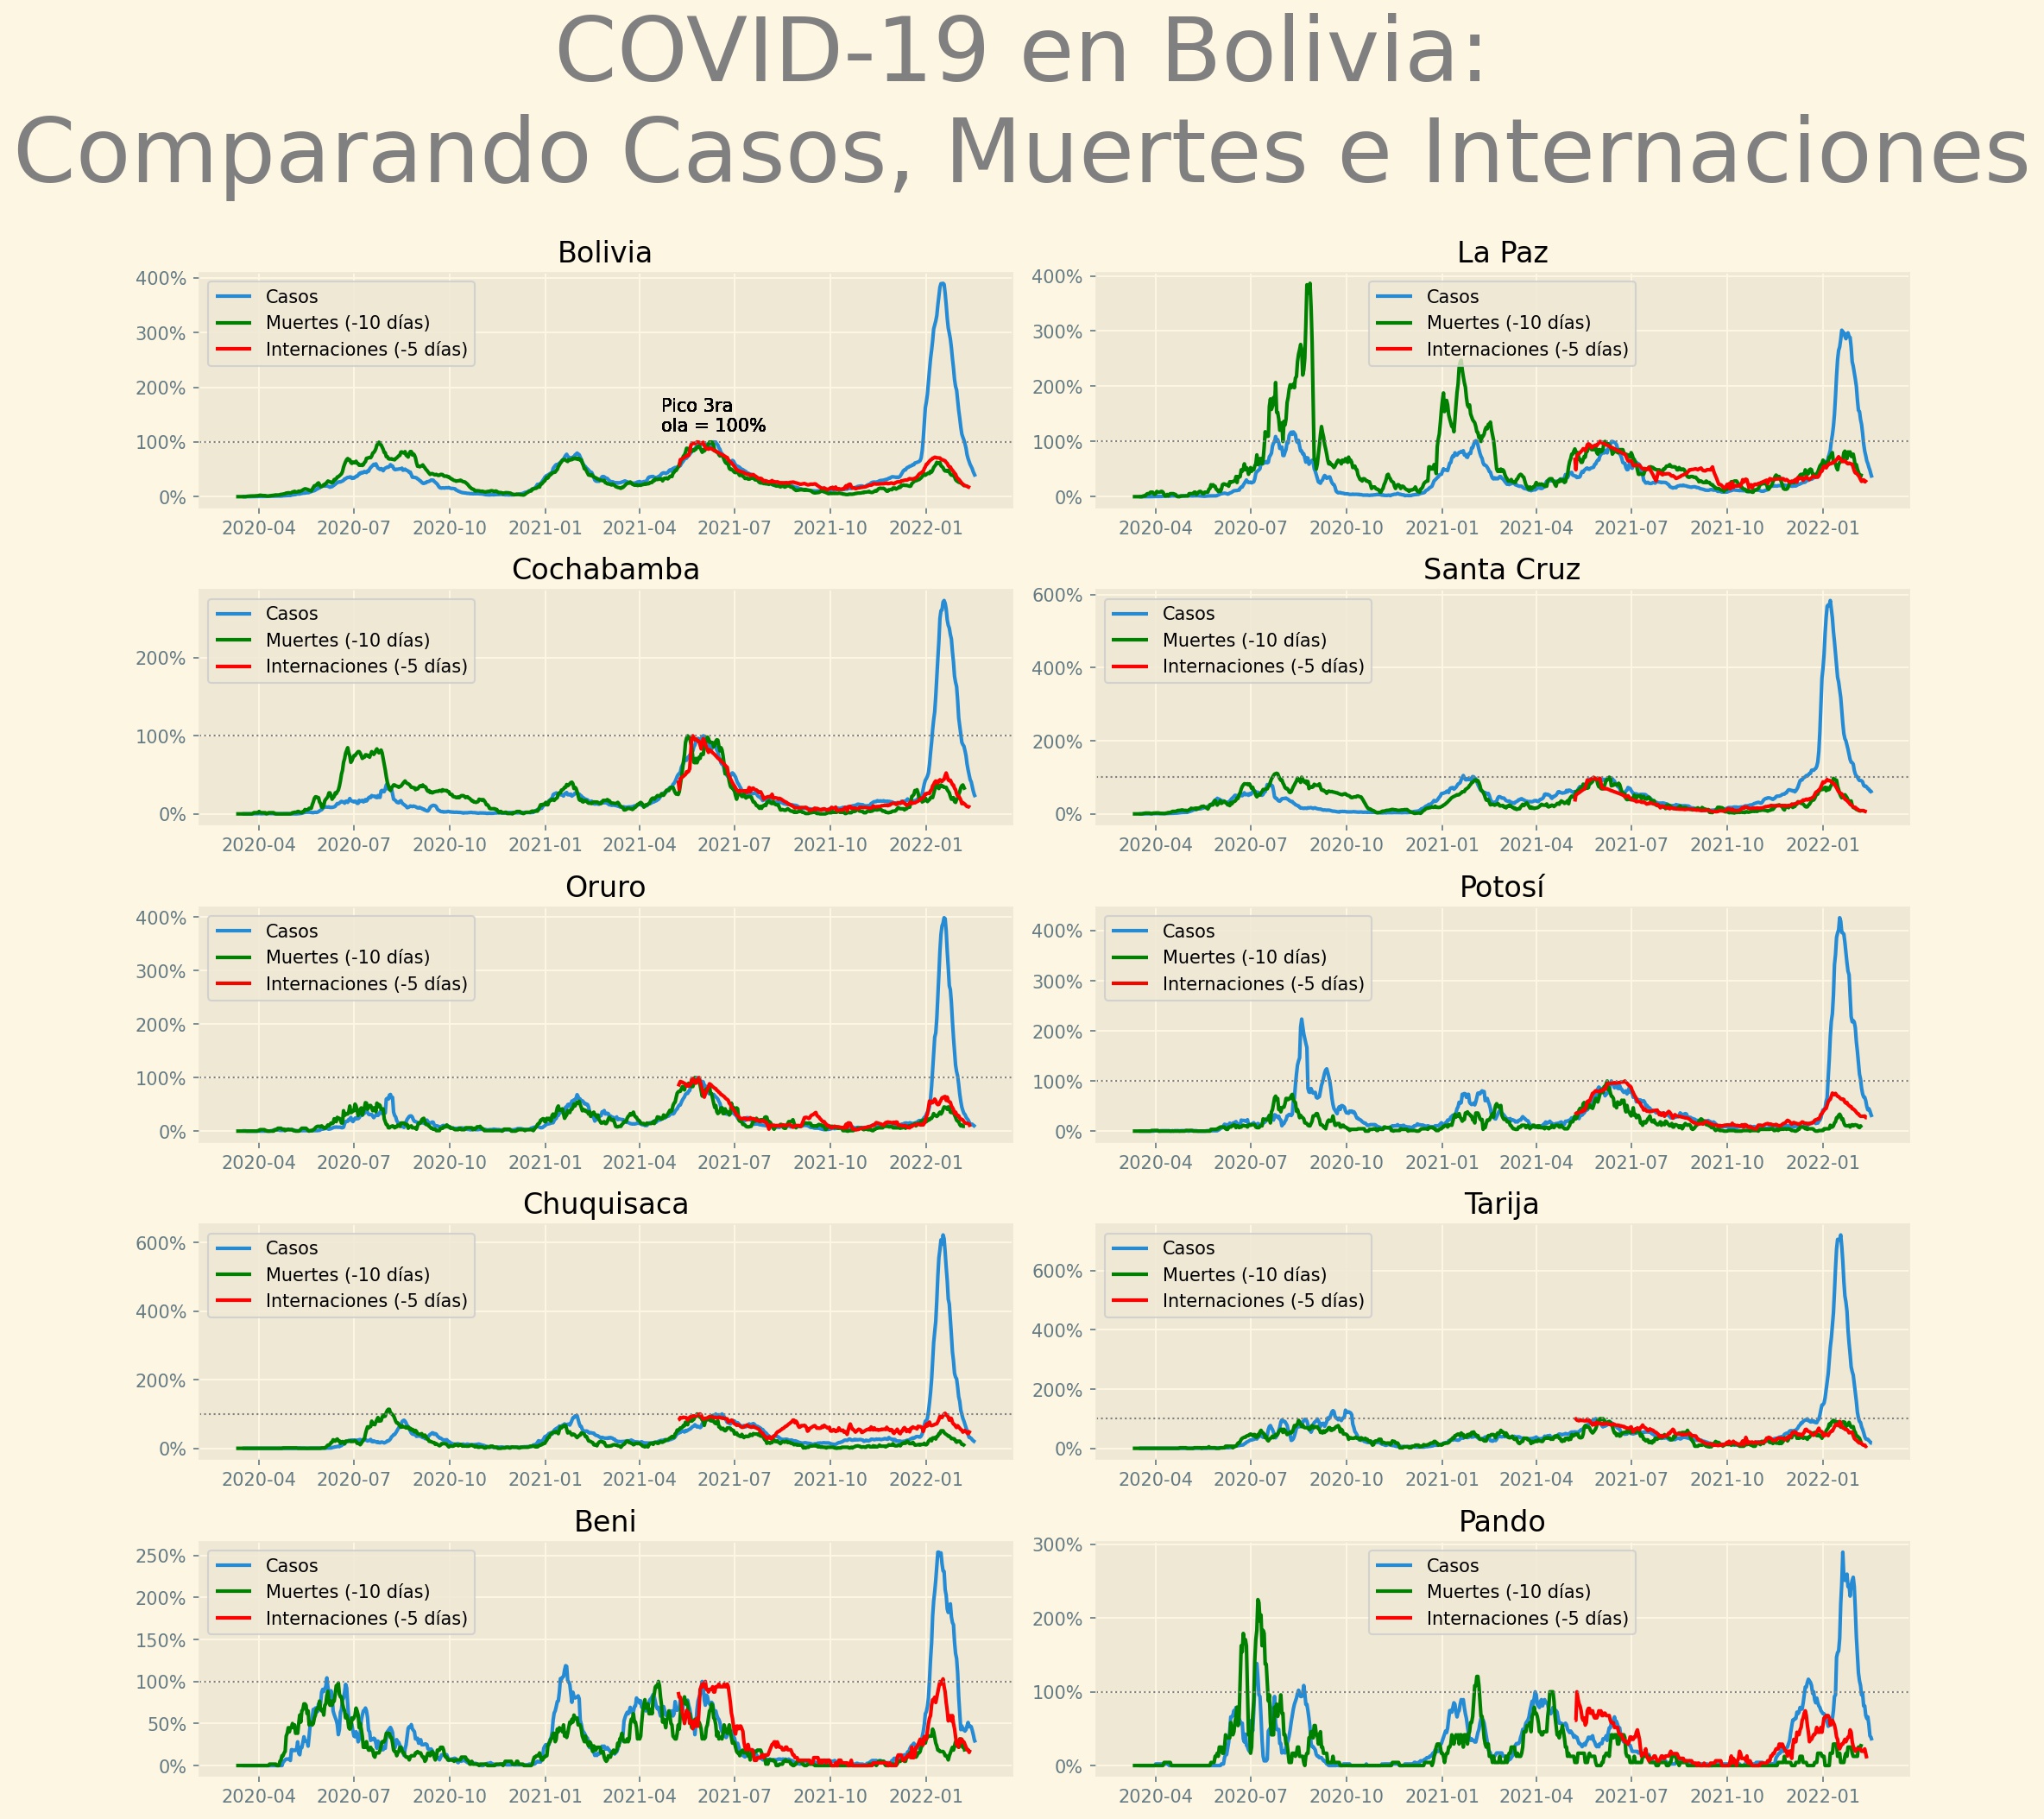 COVID-19 en Bolivia:
Comparando Casos, Muertes e Internaciones
Bolivia
400%
300%
200%
100%
0%
Casos
Muertes (-10 días)
Internaciones (-5 días)
Pico 3ra
ola = 100%
2020-04 2020-07 2020-10 2021-01 2021-04 2021-07 2021-10 2022-01
La Paz
400%
300%
200%
100%
0%
Casos
Muertes (-10 días)
Internaciones (-5 días)
2020-04 2020-07 2020-10 2021-01 2021-04 2021-07 2021-10 2022-01
Cochabamba
200%
100%
0%
Casos
Muertes (-10 días)
Internaciones (-5 días)
2020-04 2020-07 2020-10 2021-01 2021-04 2021-07 2021-10 2022-01
Santa Cruz
600%
400%
200%
0%
Casos
Muertes (-10 días)
Internaciones (-5 días)
2020-04 2020-07 2020-10 2021-01 2021-04 2021-07 2021-10 2022-01
Oruro
400%
300%
200%
100%
0%
Casos
Muertes (-10 días)
Internaciones (-5 días)
2020-04 2020-07 2020-10 2021-01 2021-04 2021-07 2021-10 2022-01
Potosí
400%
300%
200%
100%
0%
Casos
Muertes (-10 días)
Internaciones (-5 días)
2020-04 2020-07 2020-10 2021-01 2021-04 2021-07 2021-10 2022-01
Chuquisaca
600%
400%
200%
0%
Casos
Muertes (-10 días)
Internaciones (-5 días)
2020-04 2020-07 2020-10 2021-01 2021-04 2021-07 2021-10 2022-01
Tarija
600%
400%
200%
0%
Casos
Muertes (-10 días)
Internaciones (-5 días)
2020-04 2020-07 2020-10 2021-01 2021-04 2021-07 2021-10 2022-01
Beni
250%
200%
150%
100%
50%
0%
Casos
Muertes (-10 días)
Internaciones (-5 días)
2020-04 2020-07 2020-10 2021-01 2021-04 2021-07 2021-10 2022-01
Pando
300%
200%
100%
0%
Casos
Muertes (-10 días)
Internaciones (-5 días)
2020-04 2020-07 2020-10 2021-01 2021-04 2021-07 2021-10 2022-01